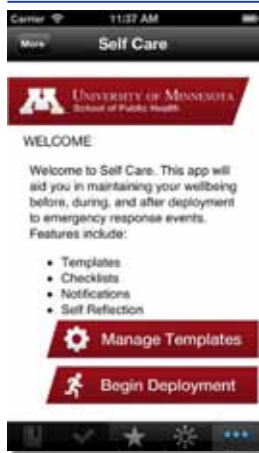 Carrier 11:37 AM
More Self Care
M UNIVERSITY OF MINNESOTA
School of Public Health
WELCOME
Welcome to Self Care. This app will
aid you in maintaining your wellbeing
before, during, and after deployment
to emergency response events.
Features include:
• Templates
• Checklists
• Notifications
• Self Reflection
Manage Templates
Begin Deployment